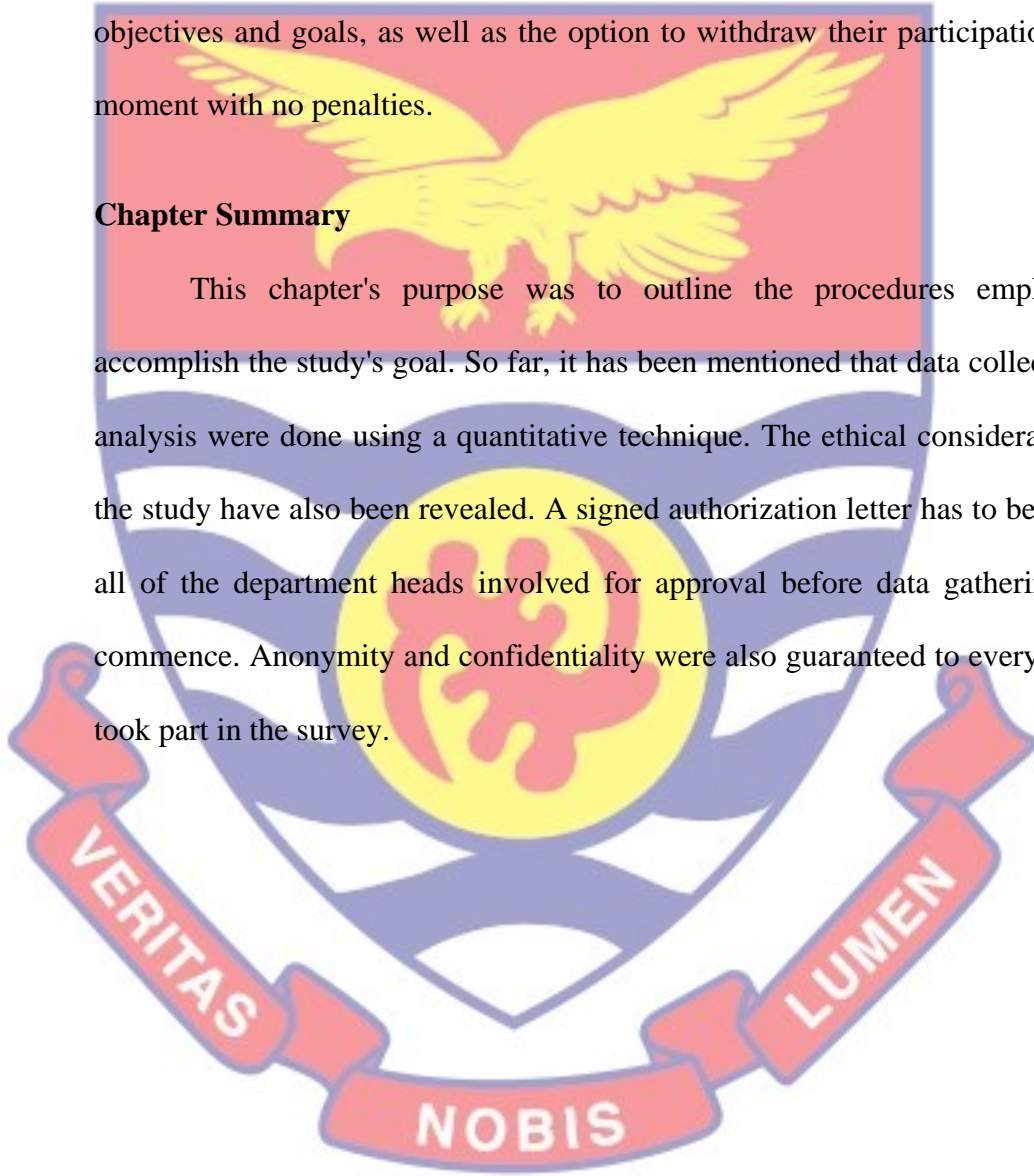 objectives and goals, as well as the option to withdraw their participatio
moment with no penalties.
Chapter Summary
This chapter's purpose was to outline the procedures emp
accomplish the study's goal. So far, it has been mentioned that data colle
analysis were done using a quantitative technique. The ethical considera
the study have also been revealed. A signed authorization letter has to be
all of the department heads involved for approval before data gatheri
commence. Anonymity and confidentiality were also guaranteed to every
took part in the survey.
VERITAS
NOBIS
LUMEN